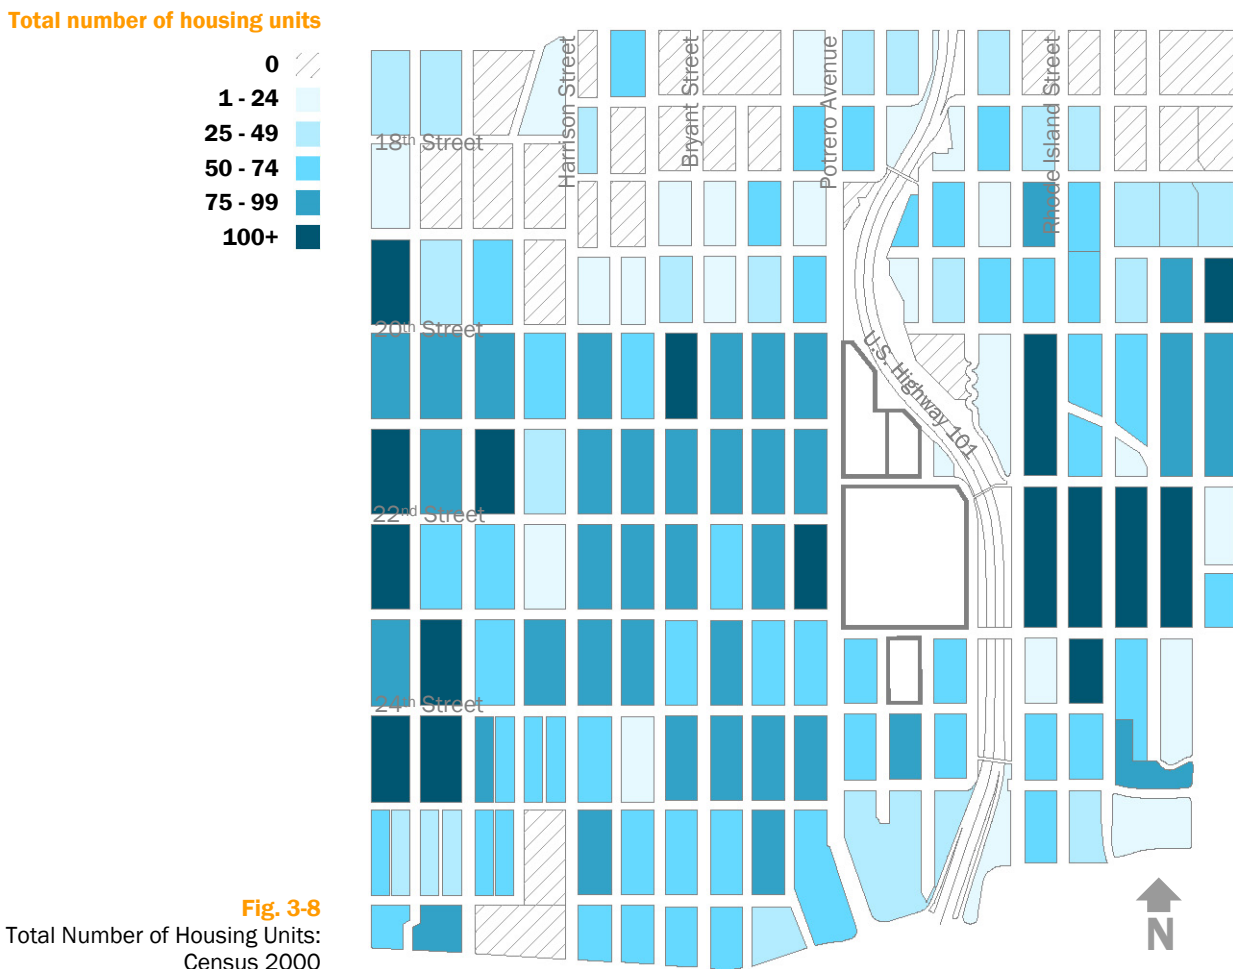 Total number of housing units
0
1 - 24
25 - 49
50 - 74
75 - 99
100+
Harrison Street
Bryant Street
Potrero Avenue
Rhode Island Street
18th Street
20th Street
U.S. Highway 101
22nd Street
24th Street
Fig. 3-8
Total Number of Housing Units:
Census 2000
N